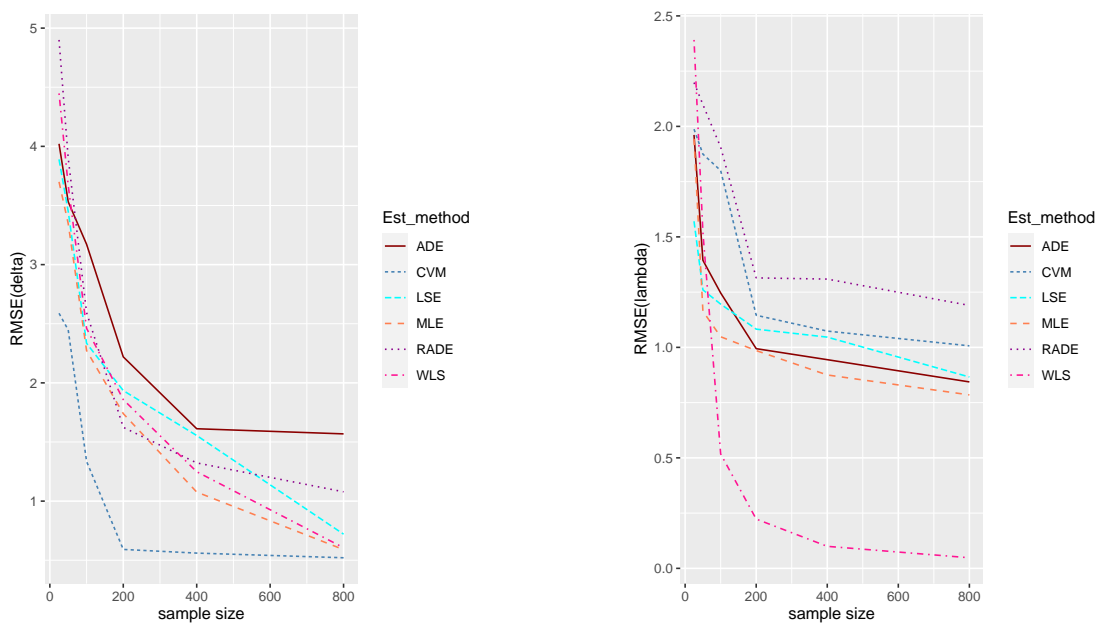 5
4
3
2
1
RMSE(delta)
0
200
400
600
800
sample size
Est_method
ADE
CVM
LSE
MLE
RADE
WLS
2.5
2.0
1.5
1.0
0.5
0.0
RMSE(lambda)
0
200
400
600
800
sample size
Est_method
ADE
CVM
LSE
MLE
RADE
WLS